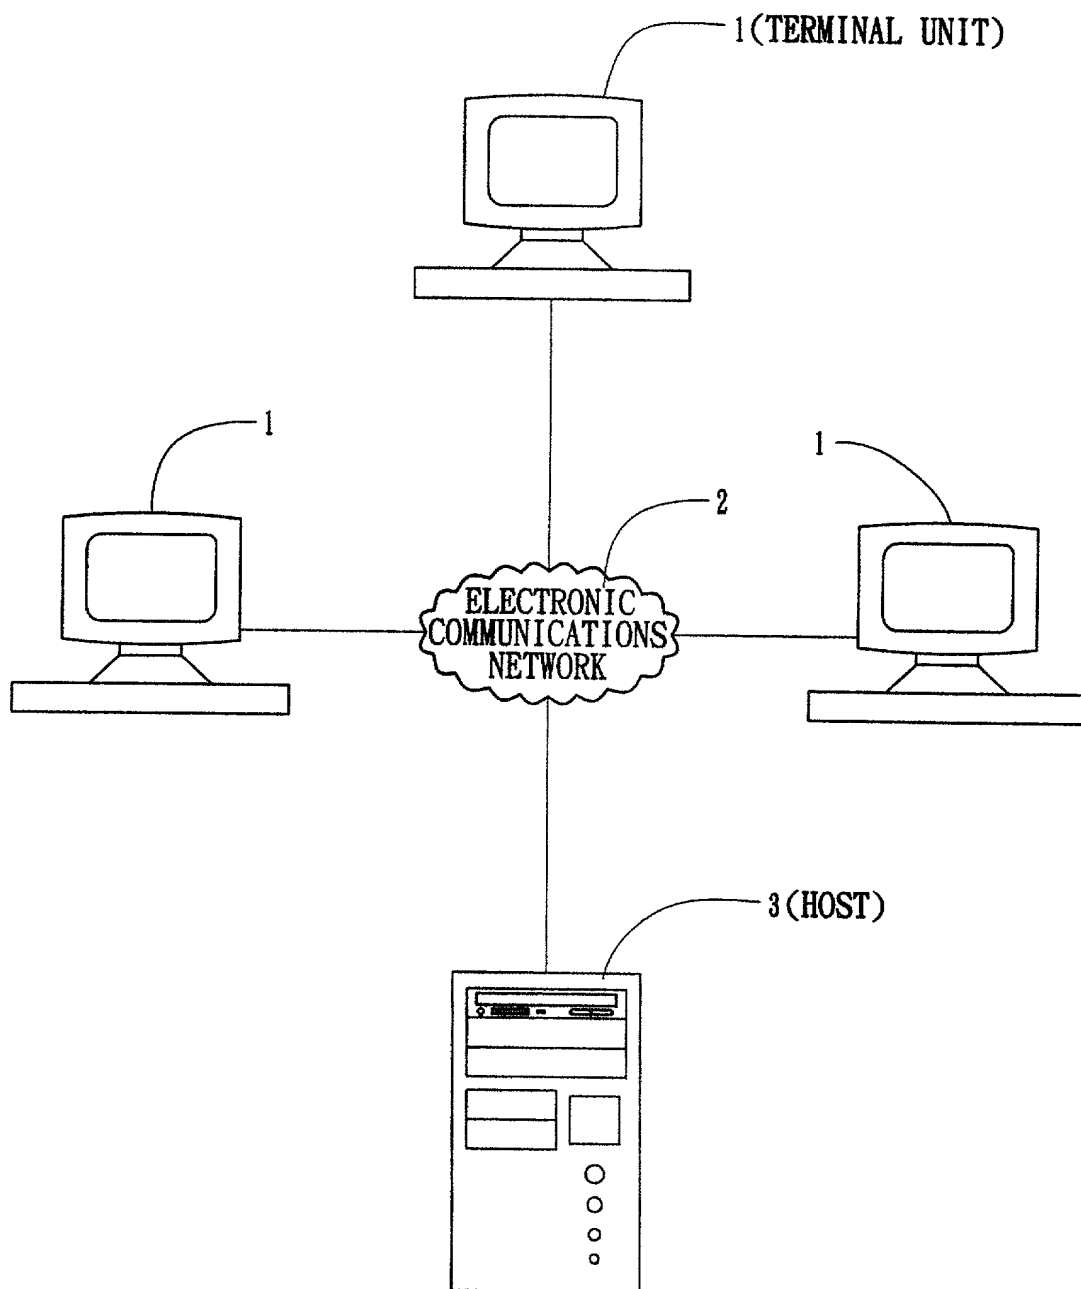 1(TERMINAL UNIT)
1
1
2
ELECTRONIC
COMMUNICATIONS
NETWORK
3(HOST)